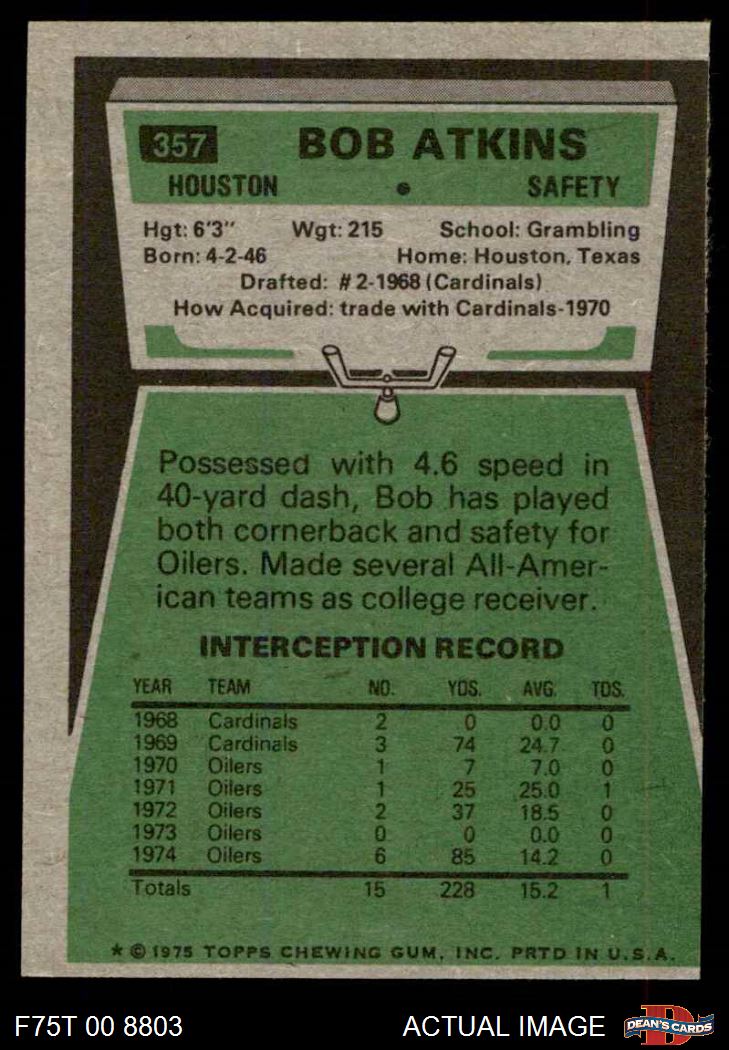 357 BOB ATKINS
HOUSTON • SAFETY
Hgt: 6'3" Wgt: 215 School: Grambling
Born: 4-2-46 Home: Houston, Texas
Drafted: #2-1968 (Cardinals)
How Acquired: trade with Cardinals-1970
Possessed with 4.6 speed in
40-yard dash, Bob has played
both cornerback and safety for
Oilers. Made several All-Amer-
ican teams as college receiver.
INTERCEPTION RECORD
YEAR TEAM NO. YDS. AVG. TDS.
1968 Cardinals 2 0 0.0 0
1969 Cardinals 3 74 24.7 0
1970 Oilers 1 7 7.0 0
1971 Oilers 1 25 25.0 1
1972 Oilers 2 37 18.5 0
1973 Oilers 0 0 0.0 0
1974 Oilers 6 85 14.2 0
Totals 15 228 15.2 1
* © 1975 TOPPS CHEWING GUM, INC. PRTD IN U.S.A.
F75T 00 8803 ACTUAL IMAGE D DEAN'S CARDS